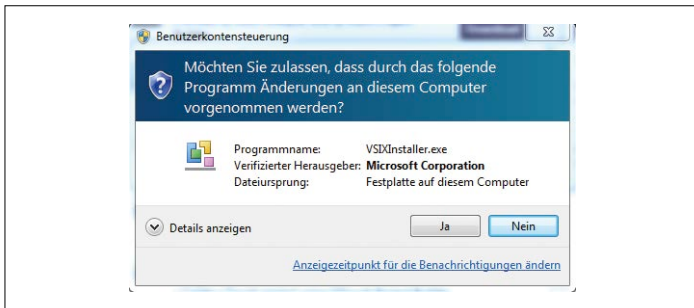 Benutzerkontensteuerung
Möchten Sie zulassen, dass durch das folgende
Programm Änderungen an diesem Computer
vorgenommen werden?
Programmname: VSIXInstaller.exe
Verifizierter Herausgeber: Microsoft Corporation
Dateiursprung: Festplatte auf diesem Computer
Details anzeigen Ja Nein
Anzeigezeitpunkt für die Benachrichtigungen ändern